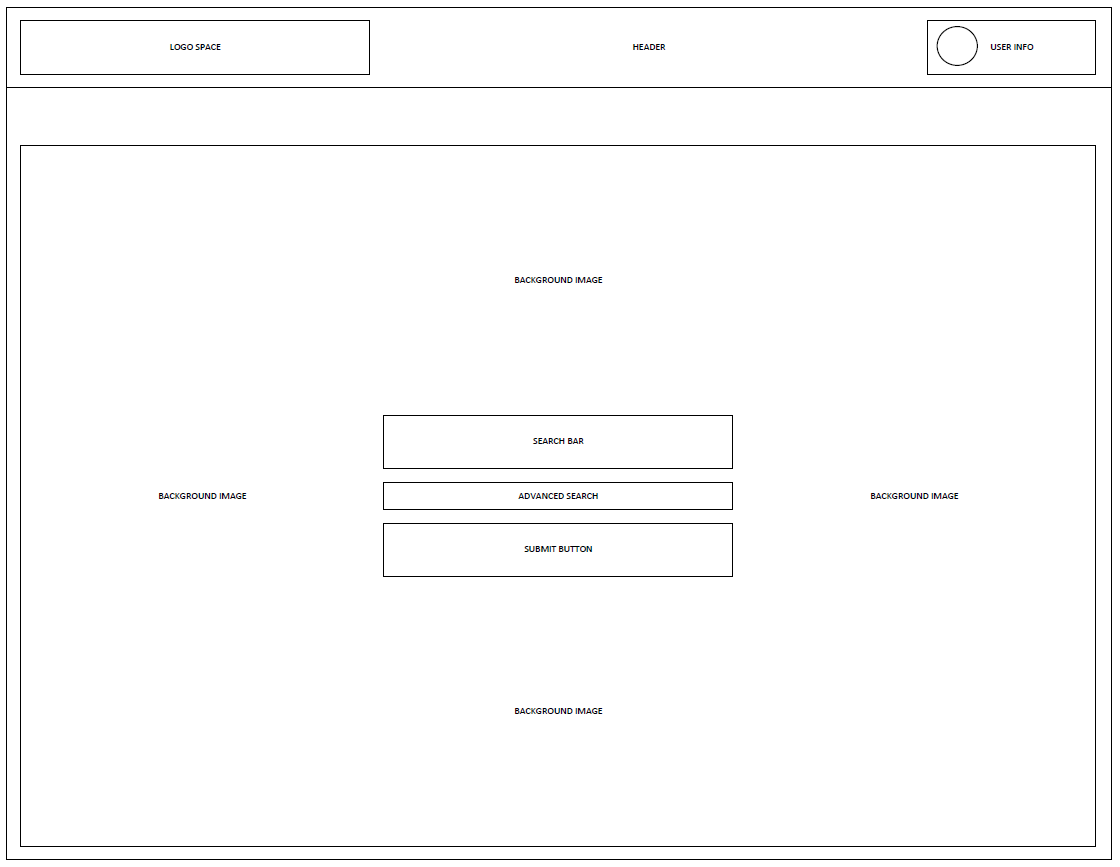 LOGO SPACE
HEADER
USER INFO
BACKGROUND IMAGE
SEARCH BAR
BACKGROUND IMAGE
ADVANCED SEARCH
BACKGROUND IMAGE
SUBMIT BUTTON
BACKGROUND IMAGE